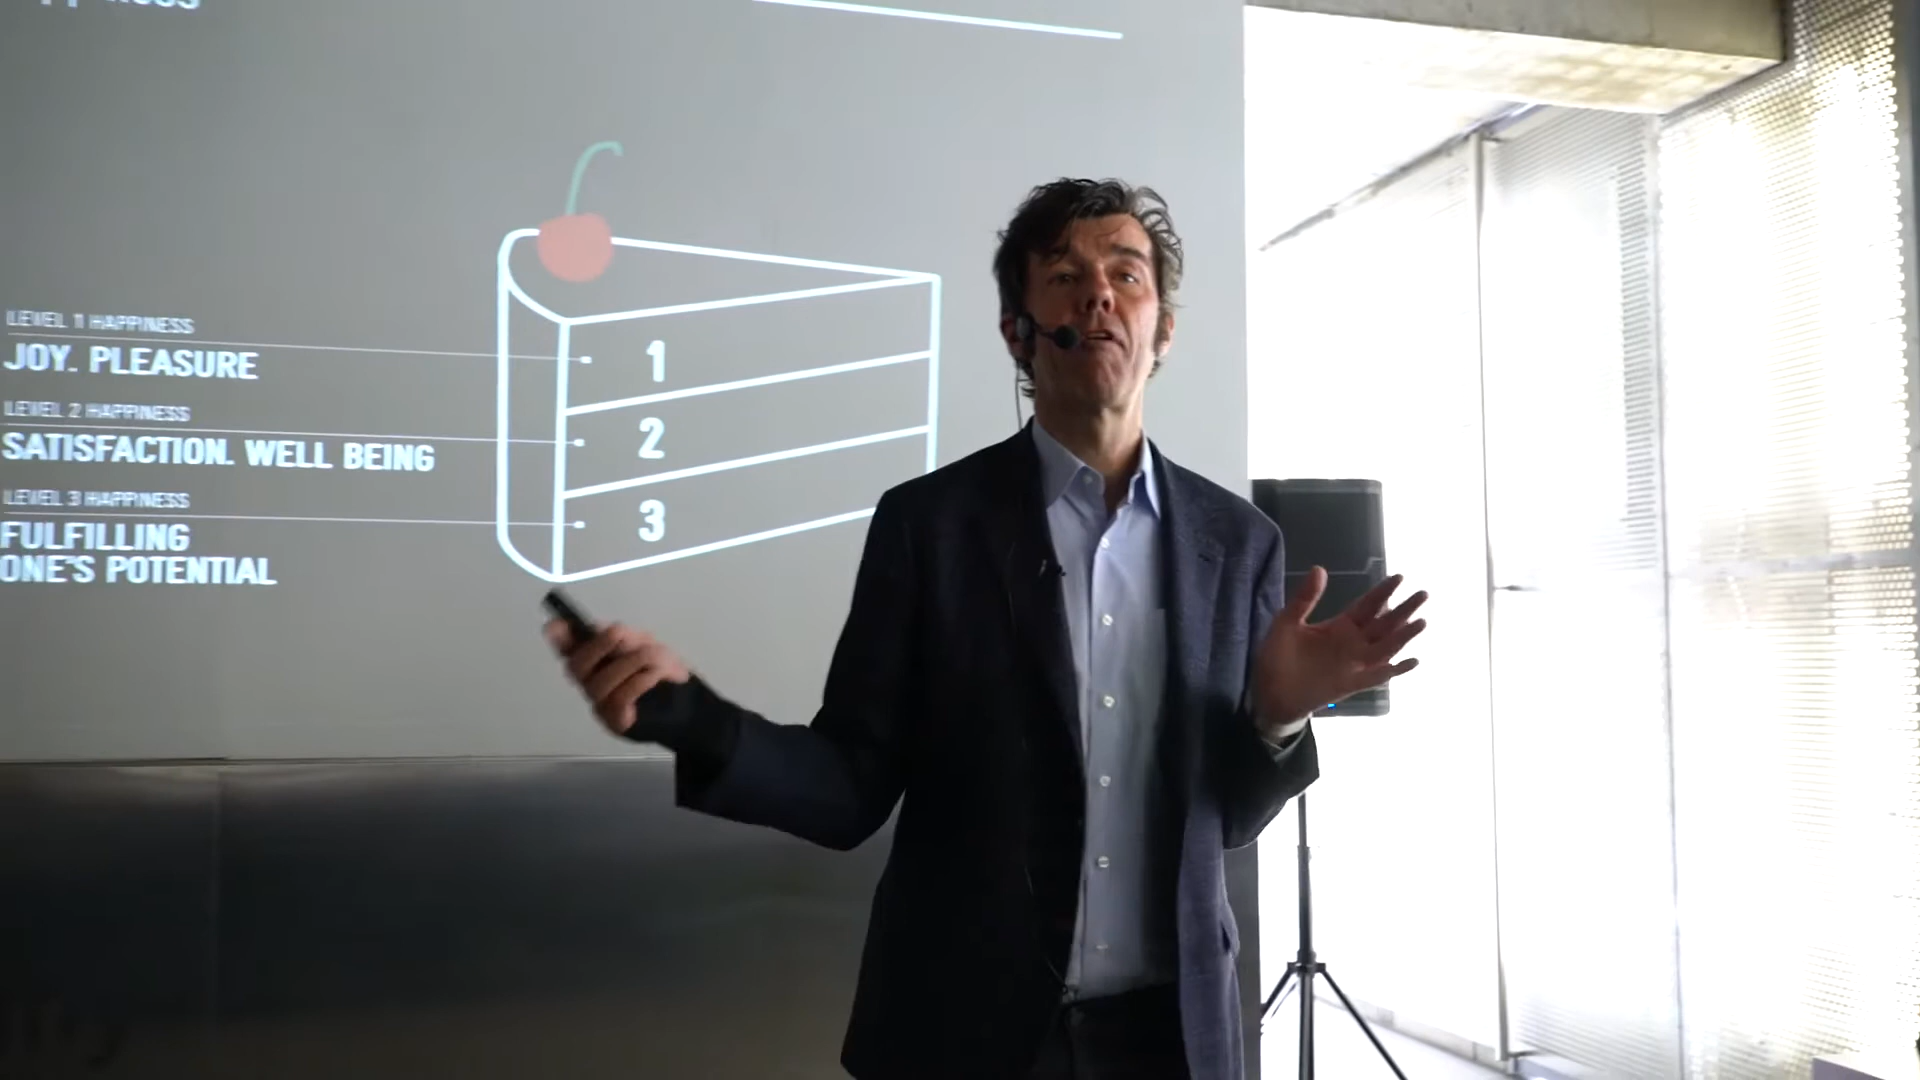 LEVEL 1 HAPPINESS
JOY. PLEASURE
LEVEL 2 HAPPINESS
SATISFACTION. WELL BEING
LEVEL 3 HAPPINESS
FULFILLING
ONE'S POTENTIAL
1
2
3